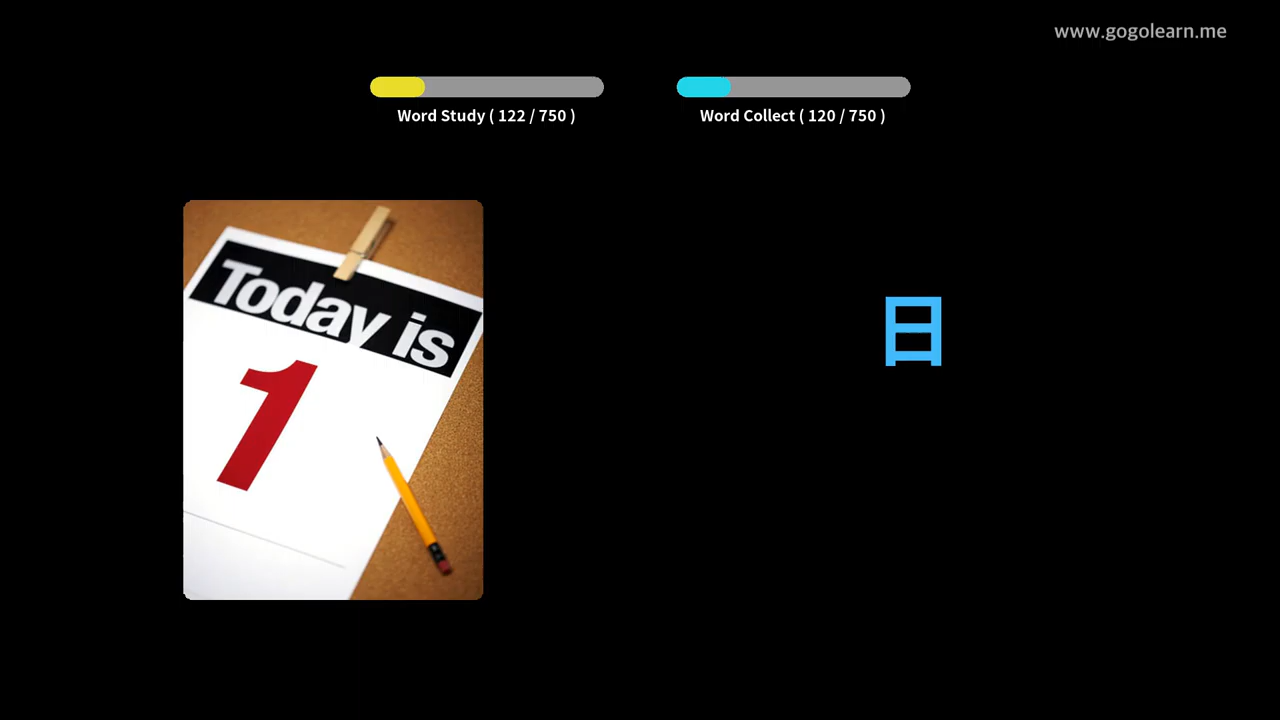 www.gogolearn.me
Word Study ( 122 / 750 )
Word Collect ( 120 / 750 )
Today is
1
日